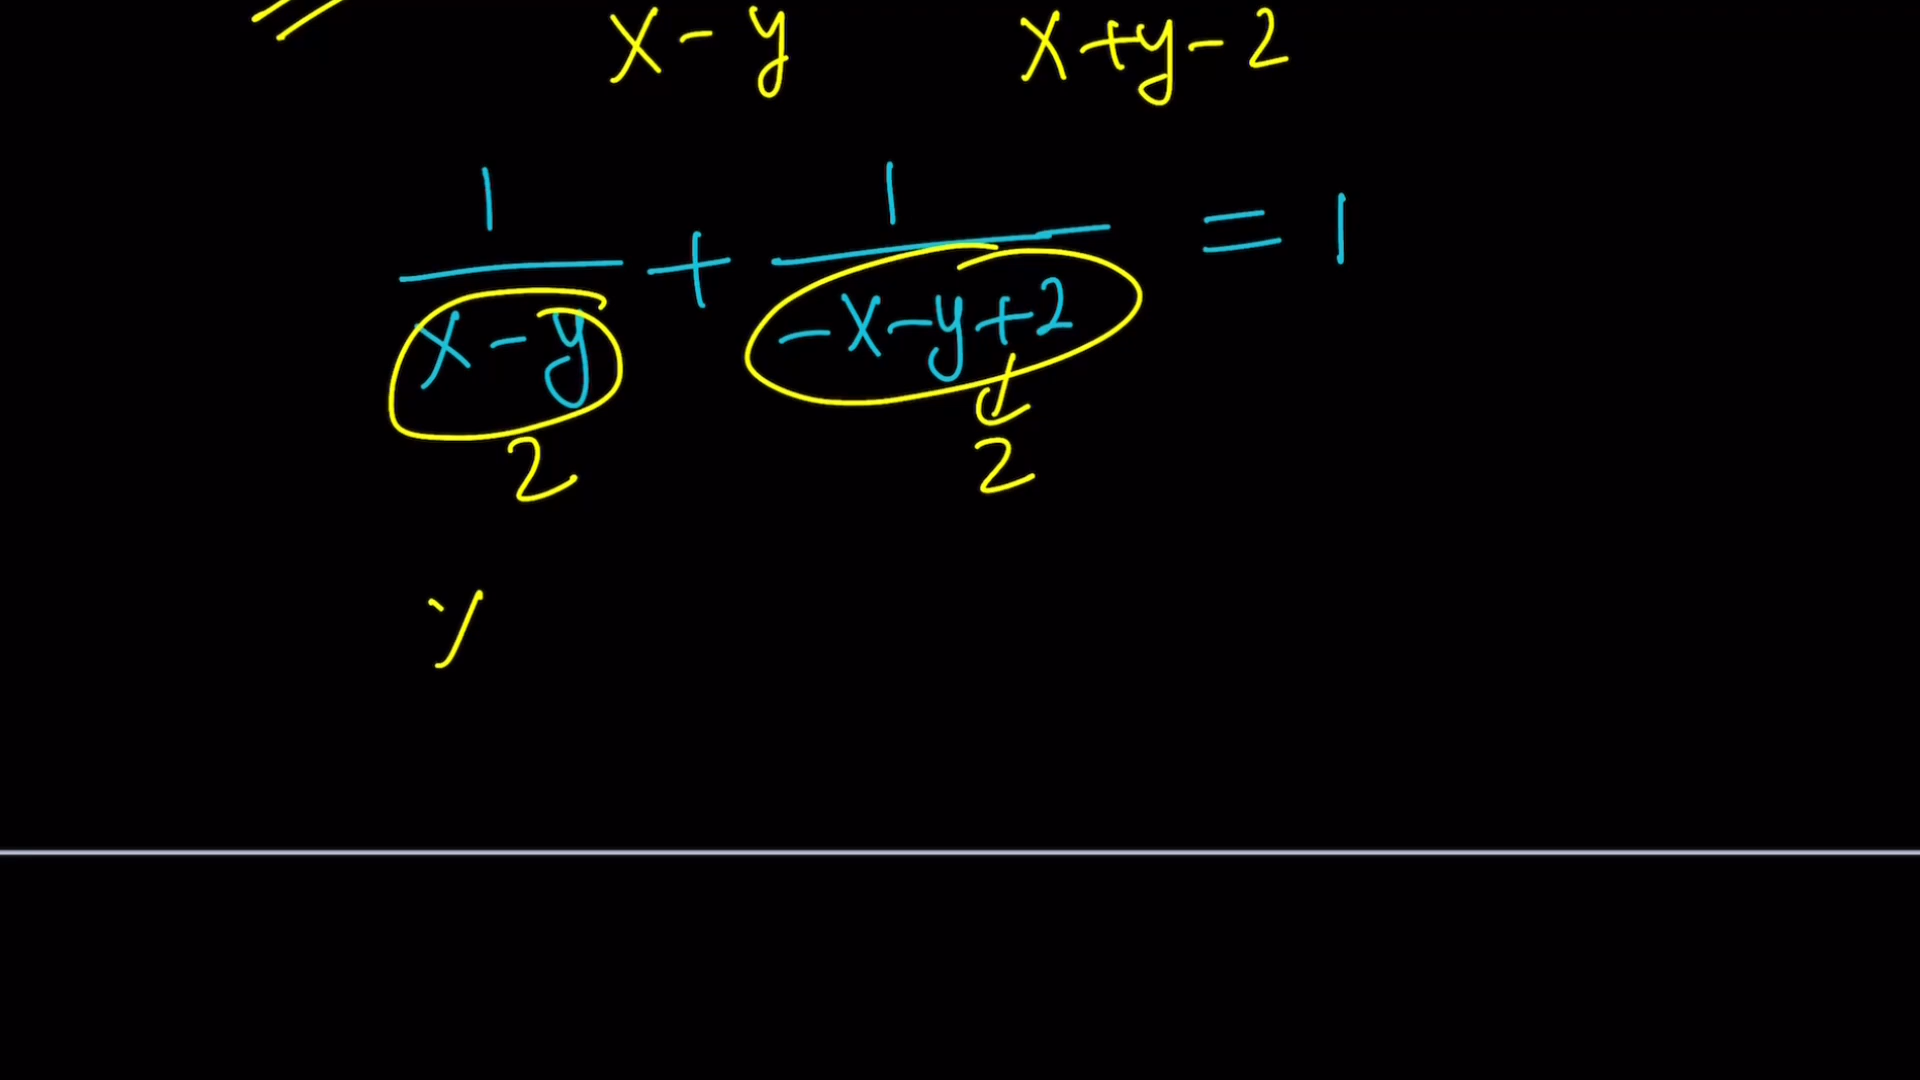 x - y x + y - 2
1 1
+ = 1
x - y -x - y + 2
2 2
y